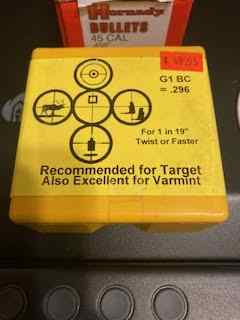 Hornady
BULLETS
45 CAL
G1 BC
= .296
For 1 in 19"
Twist or Faster
Recommended for Target
Also Excellent for Varmint